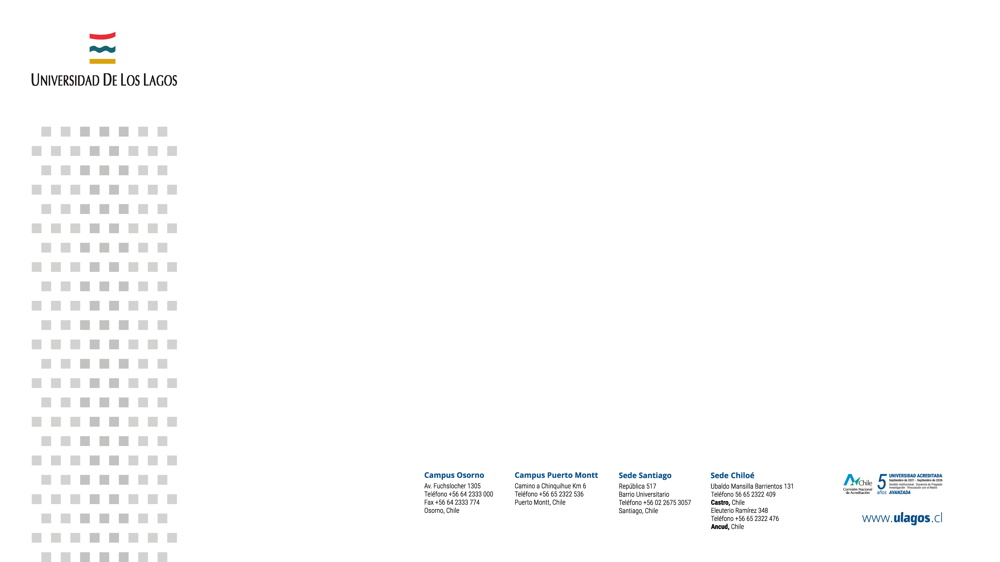 UNIVERSIDAD DE LOS LAGOS
Campus Osorno
Av. Fuchslocher 1305
Teléfono +56 64 2333 000
Fax +56 64 2333 774
Osorno, Chile
Campus Puerto Montt
Camino a Chinquihue Km 6
Teléfono +56 65 2322 536
Puerto Montt, Chile
Sede Santiago
República 517
Barrio Universitario
Teléfono +56 02 2675 3057
Santiago, Chile
Sede Chiloé
Ubaldo Mansilla Barrientos 131
Teléfono 56 65 2322 409
Castro, Chile
Eleuterio Ramírez 348
Teléfono +56 65 2322 476
Ancud, Chile
Chile
Comisión Nacional
de Acreditación
5
años
UNIVERSIDAD ACREDITADA
Septiembre de 2021 - Septiembre de 2026
Gestión Institucional · Docencia de Pregrado
Investigación · Vinculación con el Medio
AVANZADA
www.ulagos.cl